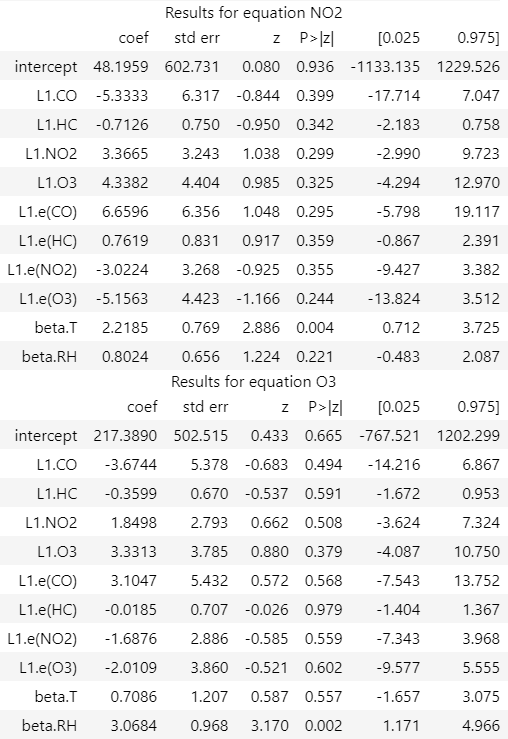 Results for equation NO2
coef std err z P>|z| [0.025 0.975]
intercept 48.1959 602.731 0.080 0.936 -1133.135 1229.526
L1.CO -5.3333 6.317 -0.844 0.399 -17.714 7.047
L1.HC -0.7126 0.750 -0.950 0.342 -2.183 0.758
L1.NO2 3.3665 3.243 1.038 0.299 -2.990 9.723
L1.O3 4.3382 4.404 0.985 0.325 -4.294 12.970
L1.e(CO) 6.6596 6.356 1.048 0.295 -5.798 19.117
L1.e(HC) 0.7619 0.831 0.917 0.359 -0.867 2.391
L1.e(NO2) -3.0224 3.268 -0.925 0.355 -9.427 3.382
L1.e(O3) -5.1563 4.423 -1.166 0.244 -13.824 3.512
beta.T 2.2185 0.769 2.886 0.004 0.712 3.725
beta.RH 0.8024 0.656 1.224 0.221 -0.483 2.087
Results for equation O3
coef std err z P>|z| [0.025 0.975]
intercept 217.3890 502.515 0.433 0.665 -767.521 1202.299
L1.CO -3.6744 5.378 -0.683 0.494 -14.216 6.867
L1.HC -0.3599 0.670 -0.537 0.591 -1.672 0.953
L1.NO2 1.8498 2.793 0.662 0.508 -3.624 7.324
L1.O3 3.3313 3.785 0.880 0.379 -4.087 10.750
L1.e(CO) 3.1047 5.432 0.572 0.568 -7.543 13.752
L1.e(HC) -0.0185 0.707 -0.026 0.979 -1.404 1.367
L1.e(NO2) -1.6876 2.886 -0.585 0.559 -7.343 3.968
L1.e(O3) -2.0109 3.860 -0.521 0.602 -9.577 5.555
beta.T 0.7086 1.207 0.587 0.557 -1.657 3.075
beta.RH 3.0684 0.968 3.170 0.002 1.171 4.966